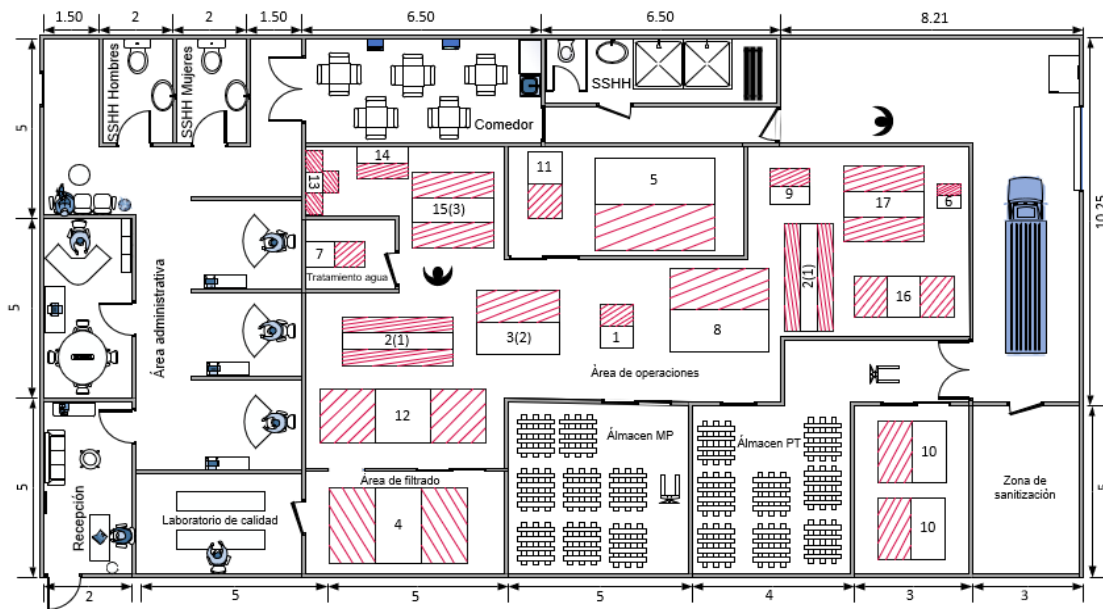 1.50
2
2
1.50
6.50
6.50
8.21
SSHH Hombres
SSHH Mujeres
SSHH
Comedor
5
5
5
10.25
5
14
13
15(3)
11
5
9
17
6
7
Tratamiento agua
2(1)
16
Área administrativa
3(2)
1
8
2(1)
Área de operaciones
12
Álmacen MP
Álmacen PT
10
10
Área de filtrado
4
Zona de
sanitizaciòn
Recepción
Laboratorio de calidad
2
5
5
5
4
3
3